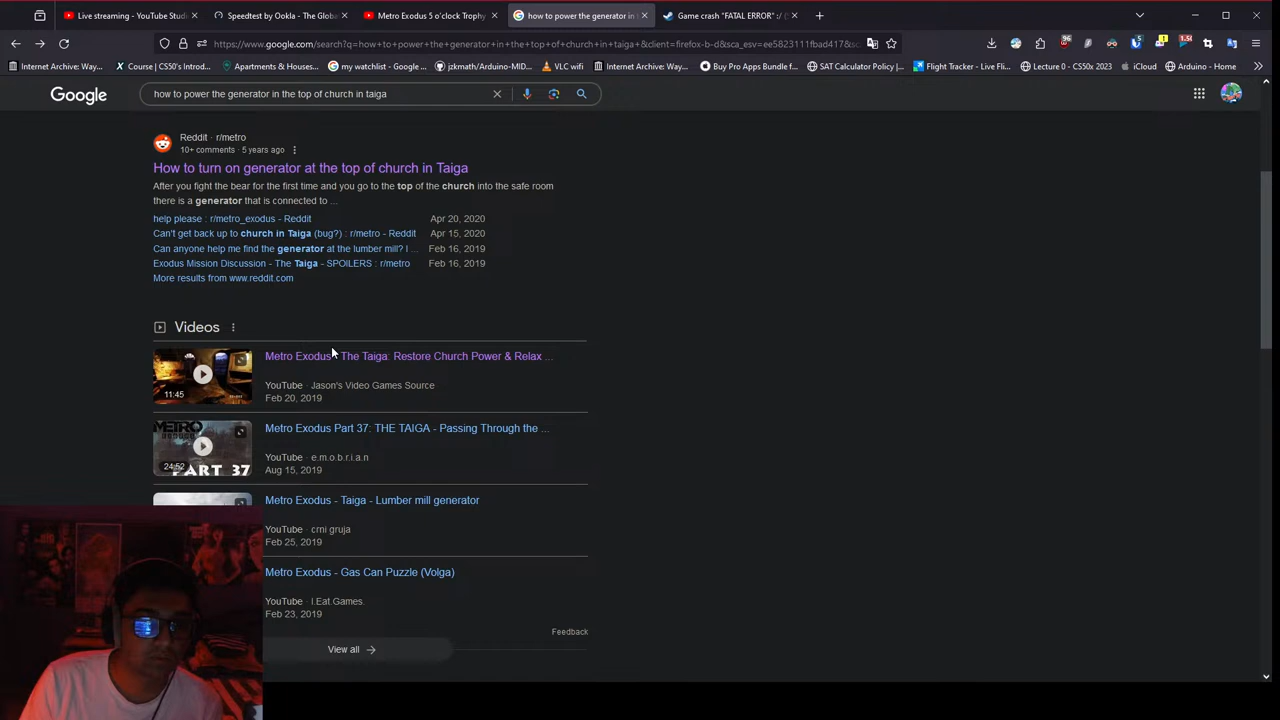 Live streaming - YouTube Studi
Speedtest by Ookla - The Globa
Metro Exodus 5 o'clock Trophy
how to power the generator in
Game crash "FATAL ERROR" :/
https://www.google.com/search?q=how+to+power+the+generator+in+the+top+of+church+in+taiga+&client=firefox-b-d&sca_esv=ee5823111fbad417&sc
Internet Archive: Way...
Course | CS50's Introd...
Apartments & Houses...
my watchlist - Google ...
jzkmath/Arduino-MID...
VLC wifi
Internet Archive: Way...
Buy Pro Apps Bundle f...
SAT Calculator Policy |...
Flight Tracker - Live Fli...
Lecture 0 - CS50x 2023
iCloud
Arduino - Home
Google
how to power the generator in the top of church in taiga
Reddit · r/metro
10+ comments · 5 years ago
How to turn on generator at the top of church in Taiga
After you fight the bear for the first time and you go to the top of the church into the safe room
there is a generator that is connected to ...
help please : r/metro_exodus - Reddit Apr 20, 2020
Can't get back up to church in Taiga (bug?) : r/metro - Reddit Apr 15, 2020
Can anyone help me find the generator at the lumber mill? I ... Feb 16, 2019
Exodus Mission Discussion - The Taiga - SPOILERS : r/metro Feb 16, 2019
More results from www.reddit.com
Videos
Metro Exodus - The Taiga: Restore Church Power & Relax ...
11:45
YouTube · Jason's Video Games Source
Feb 20, 2019
Metro Exodus Part 37: THE TAIGA - Passing Through the ...
METRO
PART 37
24:52
YouTube · e.m.o.b.r.i.a.n
Aug 15, 2019
Metro Exodus - Taiga - Lumber mill generator
YouTube · crni gruja
Feb 25, 2019
Metro Exodus - Gas Can Puzzle (Volga)
YouTube · I.Eat Games.
Feb 23, 2019
Feedback
View all